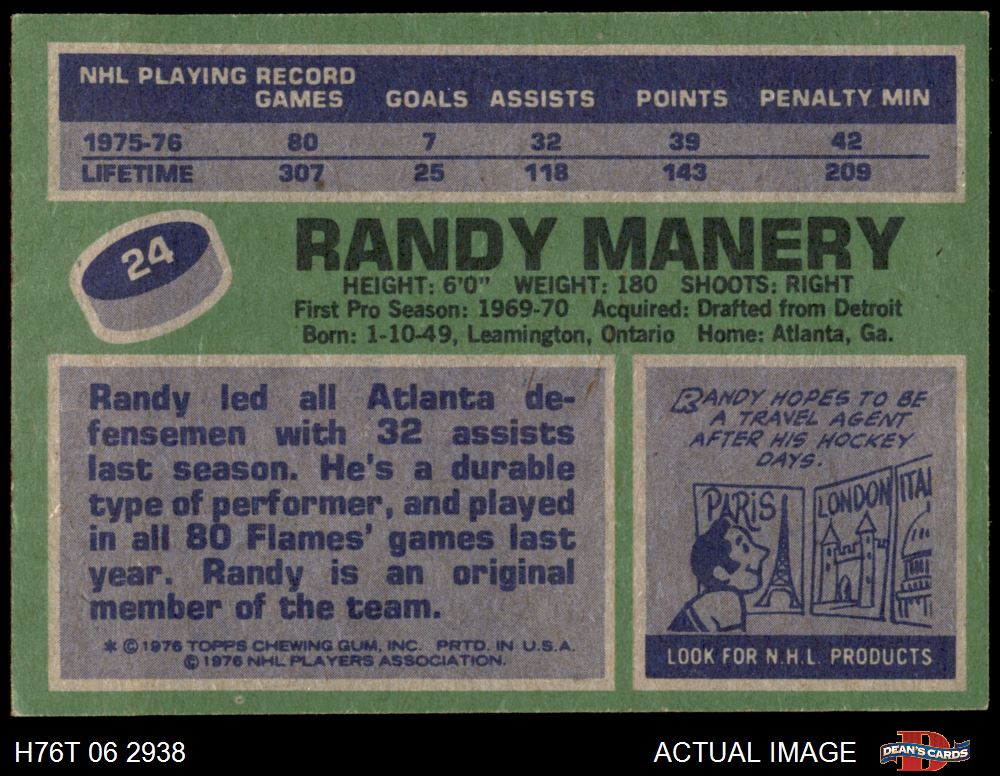 NHL PLAYING RECORD
GAMES GOALS ASSISTS POINTS PENALTY MIN
1975-76 80 7 32 39 42
LIFETIME 307 25 118 143 209
24
RANDY MANERY
HEIGHT: 6'0" WEIGHT: 180 SHOOTS: RIGHT
First Pro Season: 1969-70 Acquired: Drafted from Detroit
Born: 1-10-49, Leamington, Ontario Home: Atlanta, Ga.
Randy led all Atlanta de-
fensemen with 32 assists
last season. He's a durable
type of performer, and played
in all 80 Flames' games last
year. Randy is an original
member of the team.
* © 1976 TOPPS CHEWING GUM, INC. PRTD. IN U.S.A.
© 1976 NHL PLAYERS ASSOCIATION.
RANDY HOPES TO BE
A TRAVEL AGENT
AFTER HIS HOCKEY
DAYS.
PARIS
LONDON
ITAL
LOOK FOR N.H.L. PRODUCTS
H76T 06 2938
ACTUAL IMAGE
D
DEAN'S CARDS